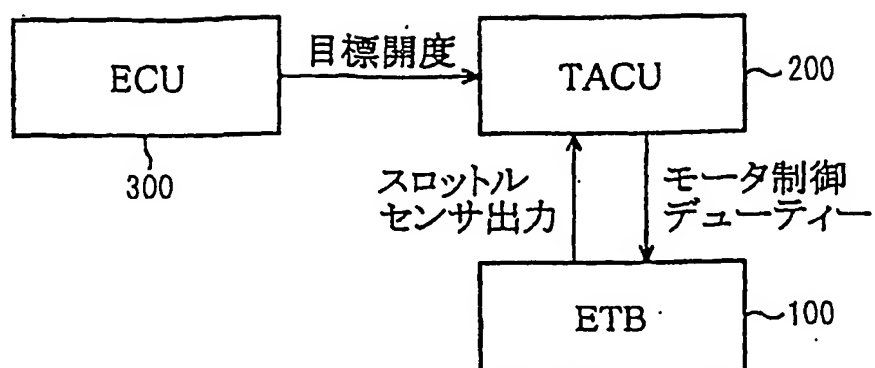 ECU
目標開度
TACU
200
300
スロットル
センサ出力
モータ制御
デューティー
ETB
100